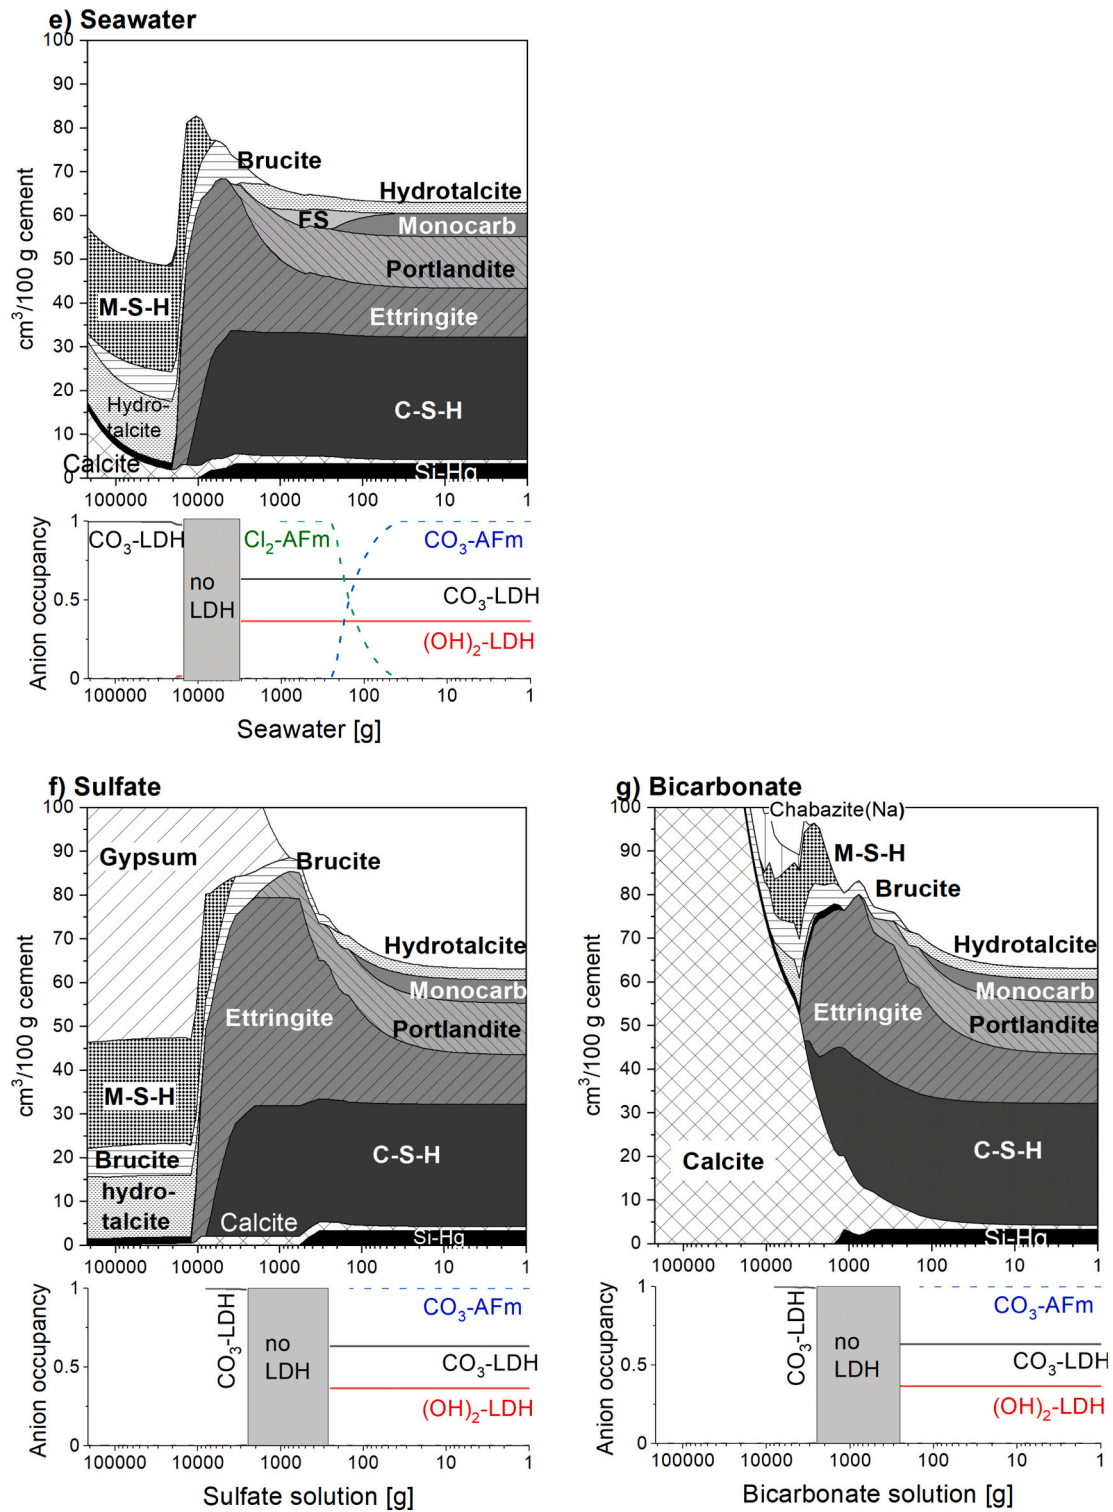 e) Seawater
cm³/100 g cement
100
90
80
70
60
50
40
30
20
10
0
Brucite
Hydrotalcite
FS
Monocarb
Portlandite
M-S-H
Ettringite
Hydro-
talcite
C-S-H
Calcite
Si-Hg
100000 10000 1000 100 10 1
Anion occupancy
1
0.5
0
CO₃-LDH
no
LDH
Cl₂-AFm
CO₃-AFm
CO₃-LDH
(OH)₂-LDH
100000 10000 1000 100 10 1
Seawater [g]
f) Sulfate
cm³/100 g cement
100
90
80
70
60
50
40
30
20
10
0
Gypsum
Brucite
Hydrotalcite
Monocarb
Ettringite
Portlandite
M-S-H
Brucite
C-S-H
hydro-
talcite
Calcite
Si-Hg
100000 10000 1000 100 10 1
Anion occupancy
1
0.5
0
CO₃-LDH
no
LDH
CO₃-AFm
CO₃-LDH
(OH)₂-LDH
100000 10000 1000 100 10 1
Sulfate solution [g]
g) Bicarbonate
cm³/100 g cement
100
90
80
70
60
50
40
30
20
10
0
Chabazite(Na)
M-S-H
Brucite
Hydrotalcite
Monocarb
Ettringite
Portlandite
Calcite
C-S-H
Si-Hg
100000 10000 1000 100 10 1
Anion occupancy
1
0.5
0
CO₃-LDH
no
LDH
CO₃-AFm
CO₃-LDH
(OH)₂-LDH
100000 10000 1000 100 10 1
Bicarbonate solution [g]